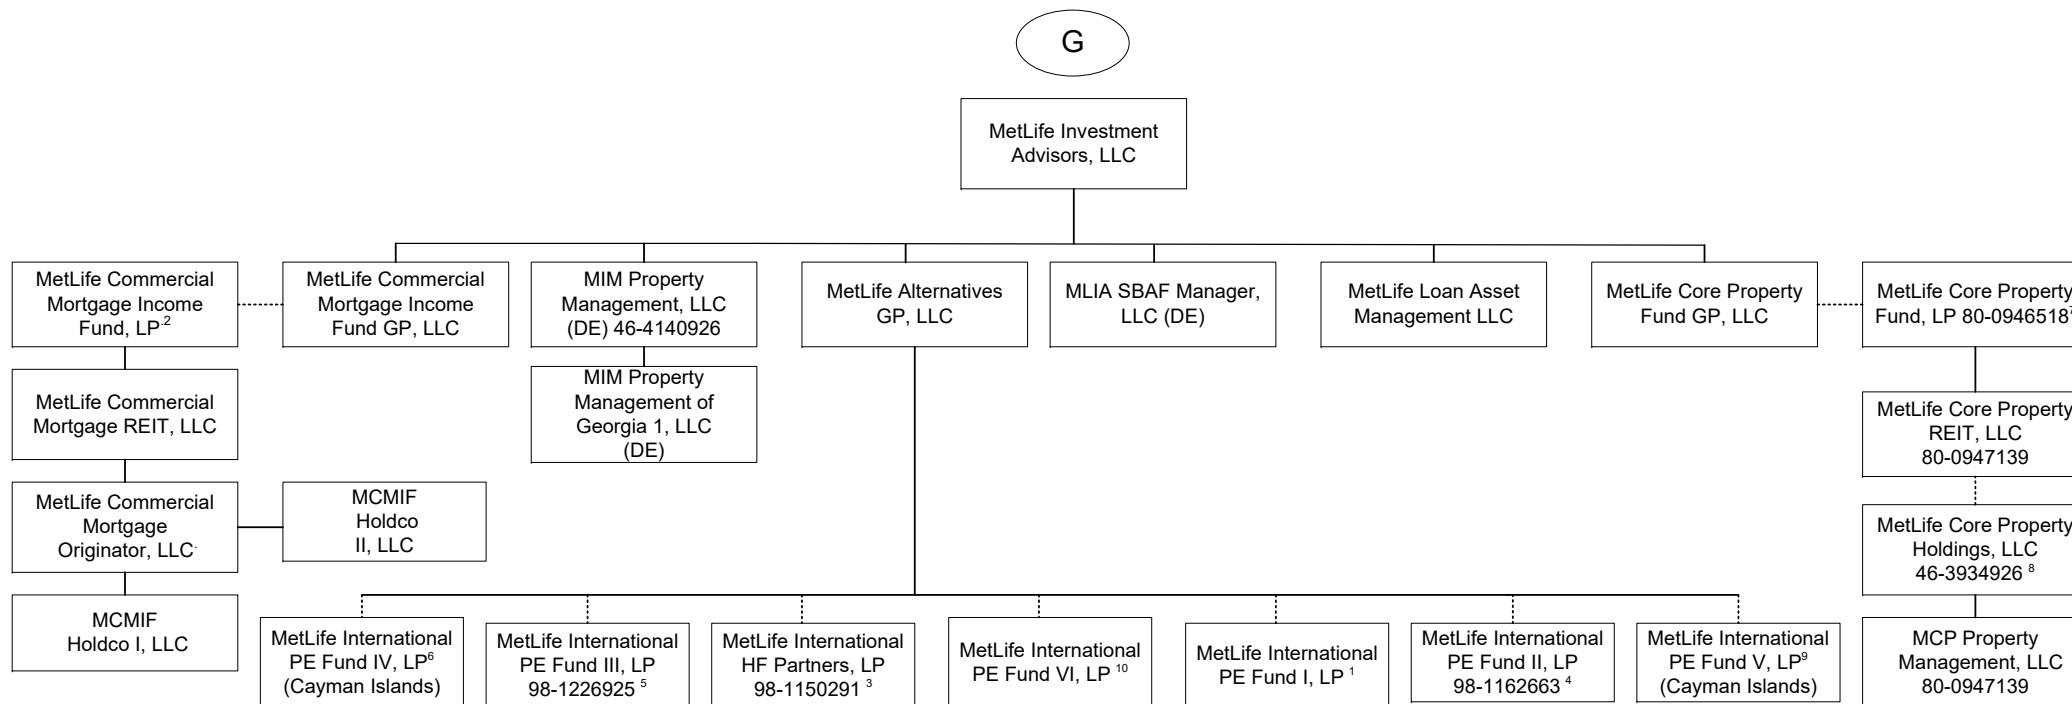 G
MetLife Investment
Advisors, LLC
MetLife Commercial
Mortgage Income
Fund, LP.2
MetLife Commercial
Mortgage Income
Fund GP, LLC
MIM Property
Management, LLC
(DE) 46-4140926
MetLife Alternatives
GP, LLC
MLIA SBAF Manager,
LLC (DE)
MetLife Loan Asset
Management LLC
MetLife Core Property
Fund GP, LLC
MetLife Core Property
Fund, LP 80-0946518
MetLife Commercial
Mortgage REIT, LLC
MIM Property
Management of
Georgia 1, LLC
(DE)
MetLife Core Property
REIT, LLC
80-0947139
MetLife Commercial
Mortgage
Originator, LLC.
MCMIF
Holdco
II, LLC
MetLife Core Property
Holdings, LLC
46-3934926 8
MCMIF
Holdco I, LLC
MetLife International
PE Fund IV, LP6
(Cayman Islands)
MetLife International
PE Fund III, LP
98-1226925 5
MetLife International
HF Partners, LP
98-1150291 3
MetLife International
PE Fund VI, LP 10
MetLife International
PE Fund I, LP 1
MetLife International
PE Fund II, LP
98-1162663 4
MetLife International
PE Fund V, LP9
(Cayman Islands)
MCP Property
Management, LLC
80-0947139